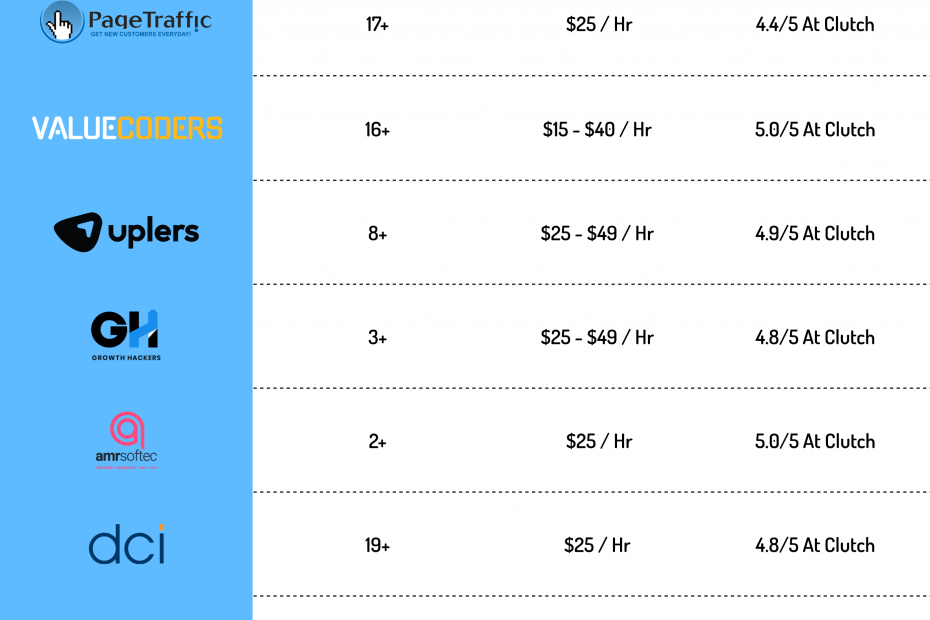 PageTraffic
GET NEW CUSTOMERS EVERYDAY!
17+
$25 / Hr
4.4/5 At Clutch
VALUECODERS
16+
$15 - $40 / Hr
5.0/5 At Clutch
uplers
8+
$25 - $49 / Hr
4.9/5 At Clutch
GH
GROWTH HACKERS
3+
$25 - $49 / Hr
4.8/5 At Clutch
amrsoftec
2+
$25 / Hr
5.0/5 At Clutch
dci
19+
$25 / Hr
4.8/5 At Clutch